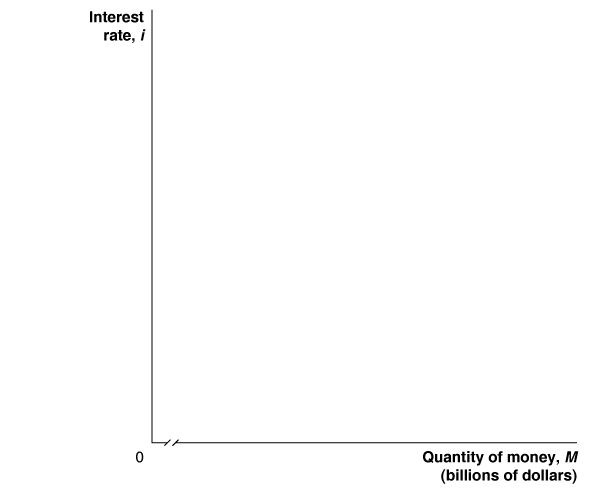 Interest
rate, i
0
Quantity of money, M
(billions of dollars)